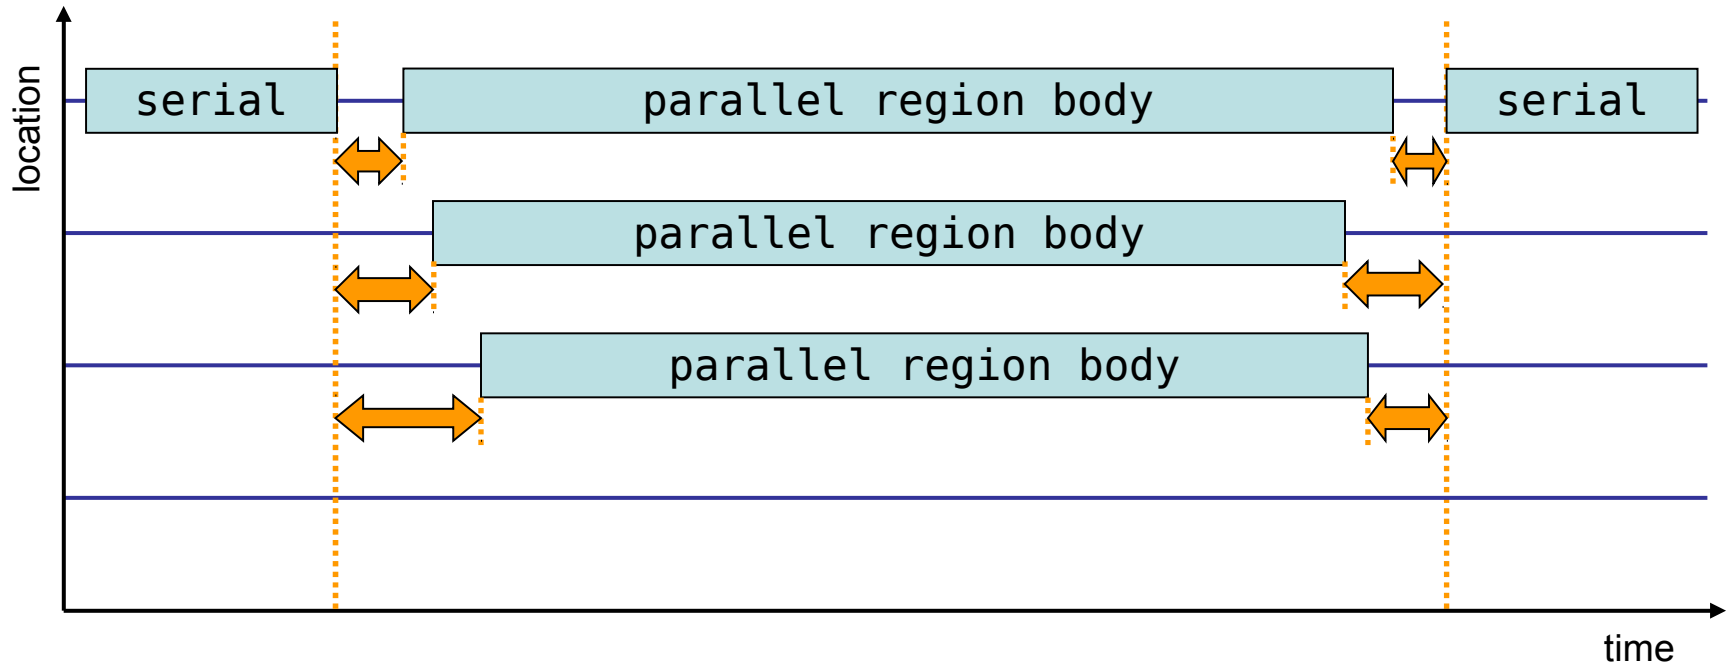 location
serial
parallel region body
serial
parallel region body
parallel region body
time